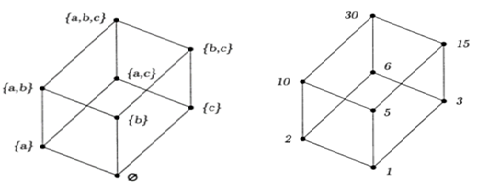 {a,b,c}
30
{b,c}
15
{a,c}
6
{a,b}
10
{c}
3
{b}
5
{a}
2
∅
1